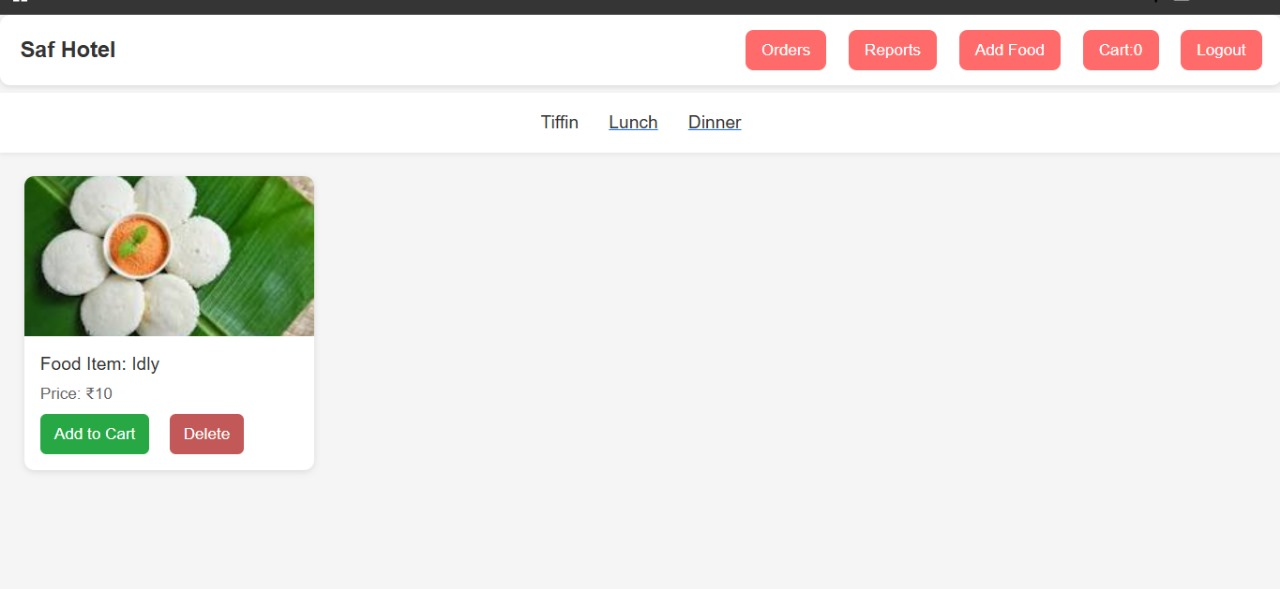 Saf Hotel
Orders Reports Add Food Cart:0 Logout
Tiffin Lunch Dinner
Food Item: Idly
Price: ₹10
Add to Cart Delete